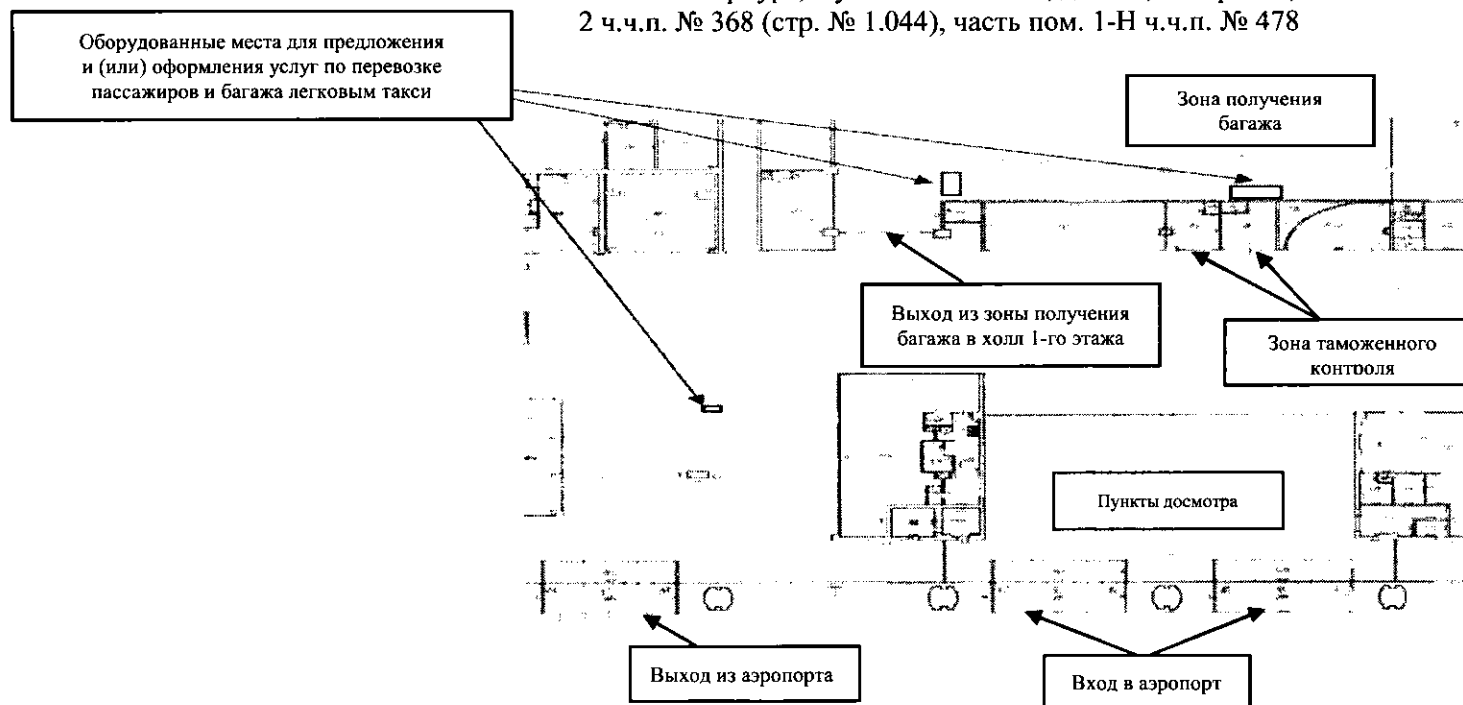 2 ч.ч.п. № 368 (стр. № 1.044), часть пом. 1-Н ч.ч.п. № 478
Оборудованные места для предложения
и (или) оформления услуг по перевозке
пассажиров и багажа легковым такси
Зона получения
багажа
Выход из зоны получения
багажа в холл 1-го этажа
Зона таможенного
контроля
Пункты досмотра
Выход из аэропорта
Вход в аэропорт